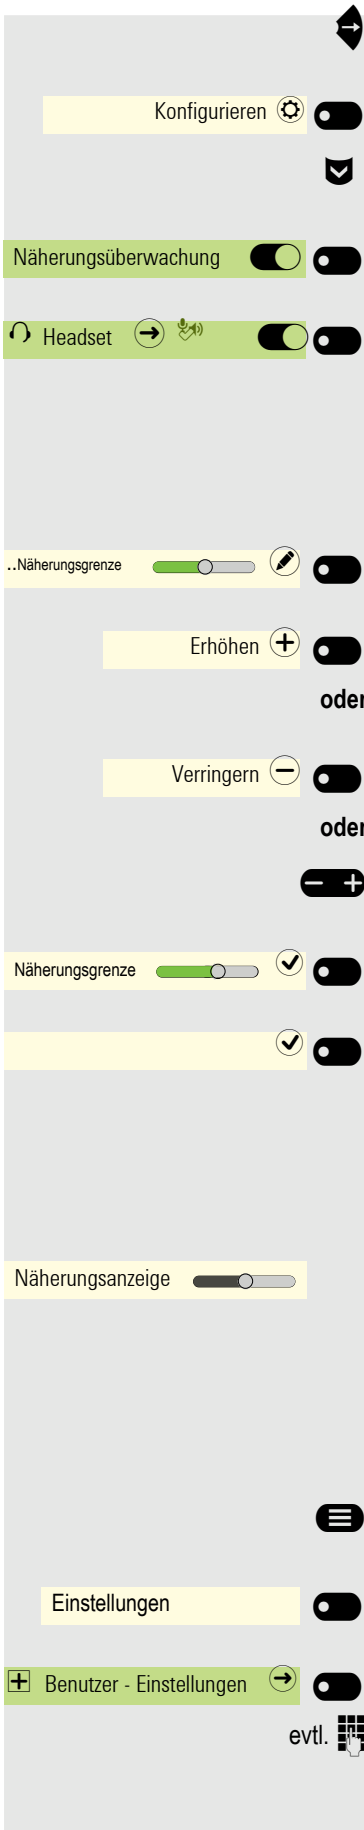 Konfigurieren
Näherungsüberwachung
Headset
..Näherungsgrenze
Erhöhen
oder
Verringern
oder
Näherungsgrenze
Näherungsanzeige
Einstellungen
Benutzer - Einstellungen
evtl.